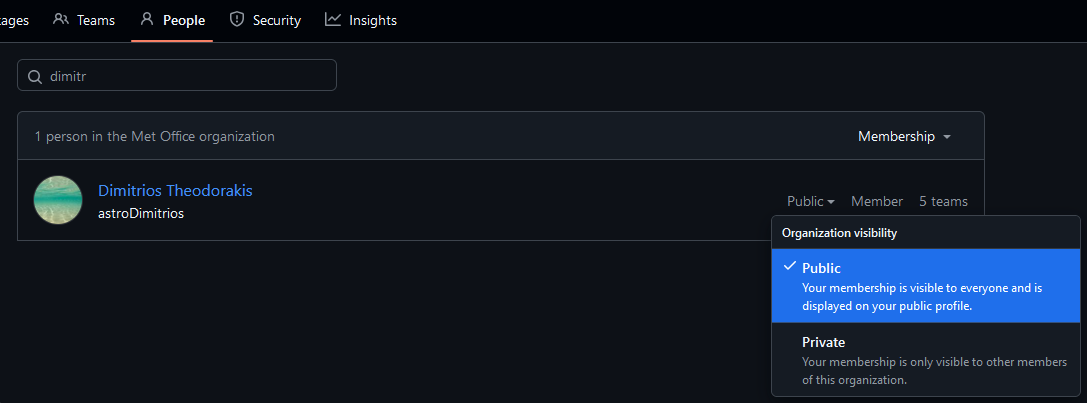 ages Teams People Security Insights
dimitr
1 person in the Met Office organization Membership
Dimitrios Theodorakis
astroDimitrios
Public Member 5 teams
Organization visibility
Public
Your membership is visible to everyone and is
displayed on your public profile.
Private
Your membership is only visible to other members
of this organization.